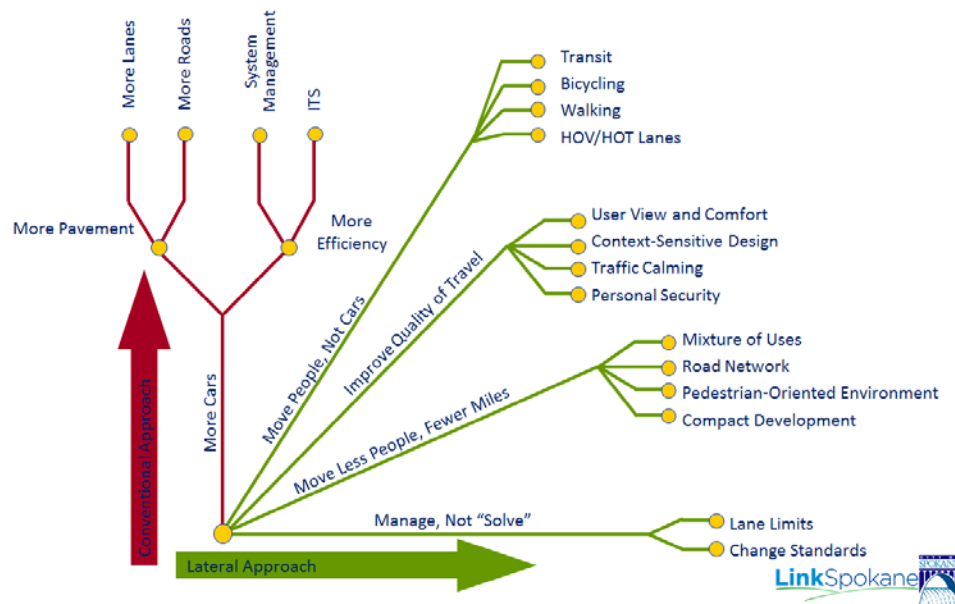 More Lanes
More Roads
System
Management
ITS
More Pavement
More
Efficiency
More Cars
Conventional Approach
Move People, Not Cars
Transit
Bicycling
Walking
HOV/HOT Lanes
Improve Quality of Travel
User View and Comfort
Context-Sensitive Design
Traffic Calming
Personal Security
Move Less People, Fewer Miles
Mixture of Uses
Road Network
Pedestrian-Oriented Environment
Compact Development
Manage, Not “Solve”
Lane Limits
Change Standards
Lateral Approach
LinkSpokane
CITY OF
SPOKANE